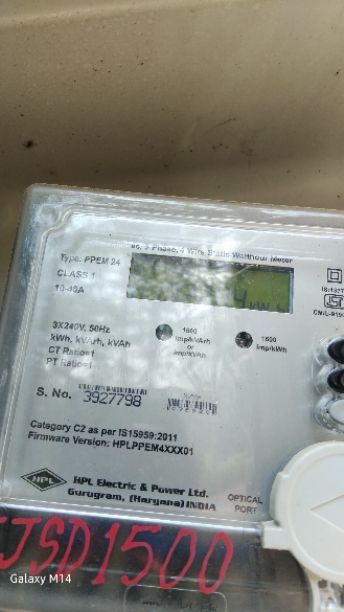 3 Phase, 4 Wire Static Watthour Meter
Type: PPEM 24
CLASS 1
10-40A
3X240V, 50Hz
kWh, kVArh, kVAh
CT Ratio=1
PT Ratio=1
1600
imp/kVArh
or
imp/kVAh
1600
imp/kWh
S. No. 3927798
Category C2 as per IS15959:2011
Firmware Version: HPLPPEM4XXX01
HPL
HPL Electric & Power Ltd.
Gurugram, (Haryana) INDIA
OPTICAL
PORT
JSD1500
Galaxy M14